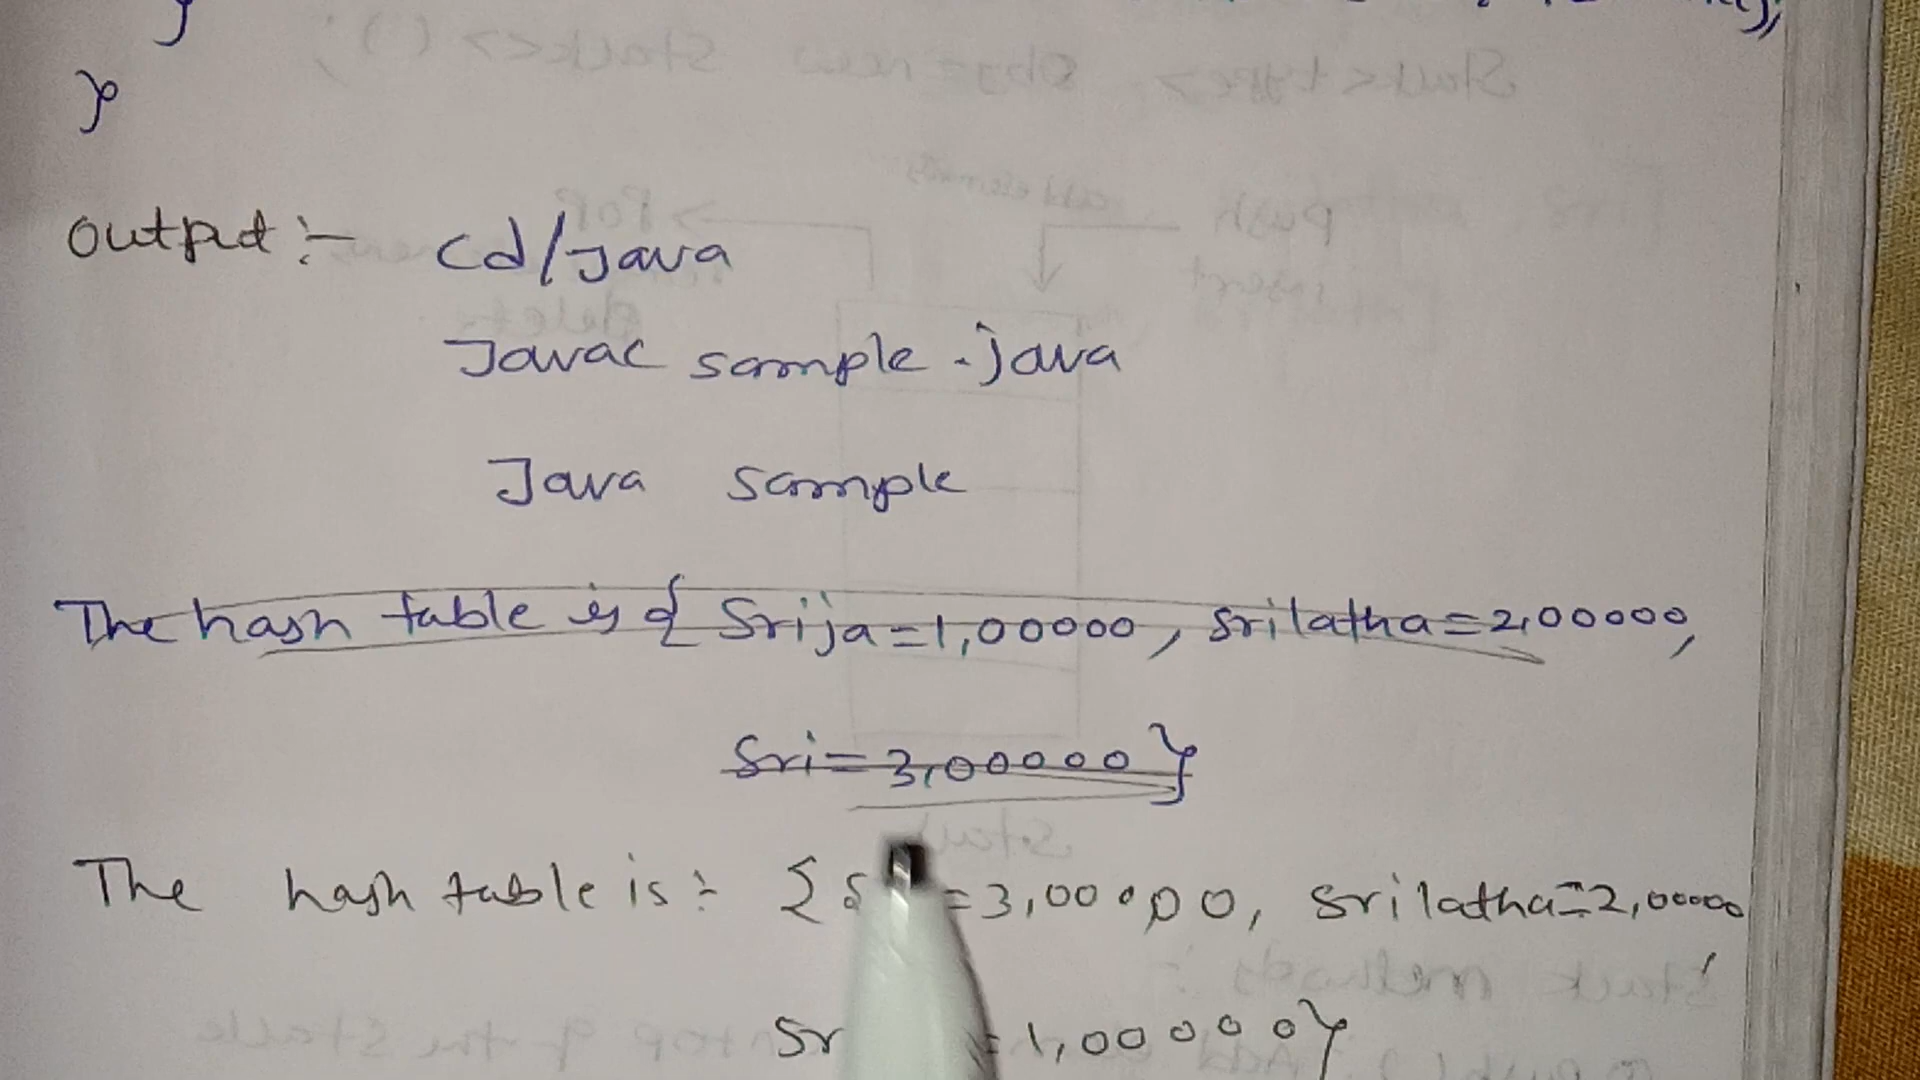 }
}
output :- cd/java
Javac sample .java
Java sample
The hash table is { Srija=1,00000, Srilatha=2,00000,
Sri=3,00000}
The hash table is :- { =3,00000, Srilatha=2,00000
,
=1,00000}